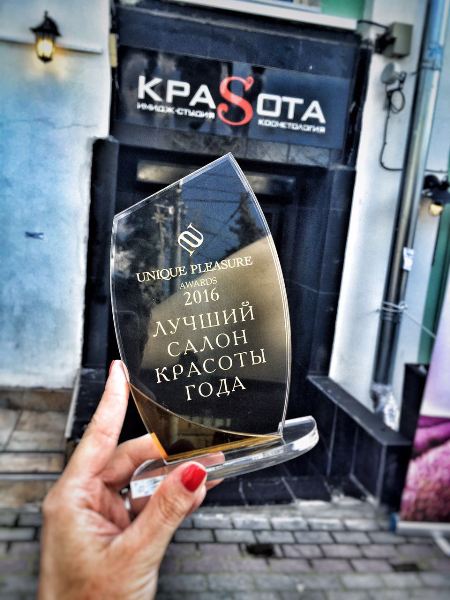 КРАSОТА
ИМИДЖ-СТУДИЯ КОСМЕТОЛОГИЯ
UNIQUE PLEASURE
AWARDS
2016
ЛУЧШИЙ
САЛОН
КРАСОТЫ
ГОДА